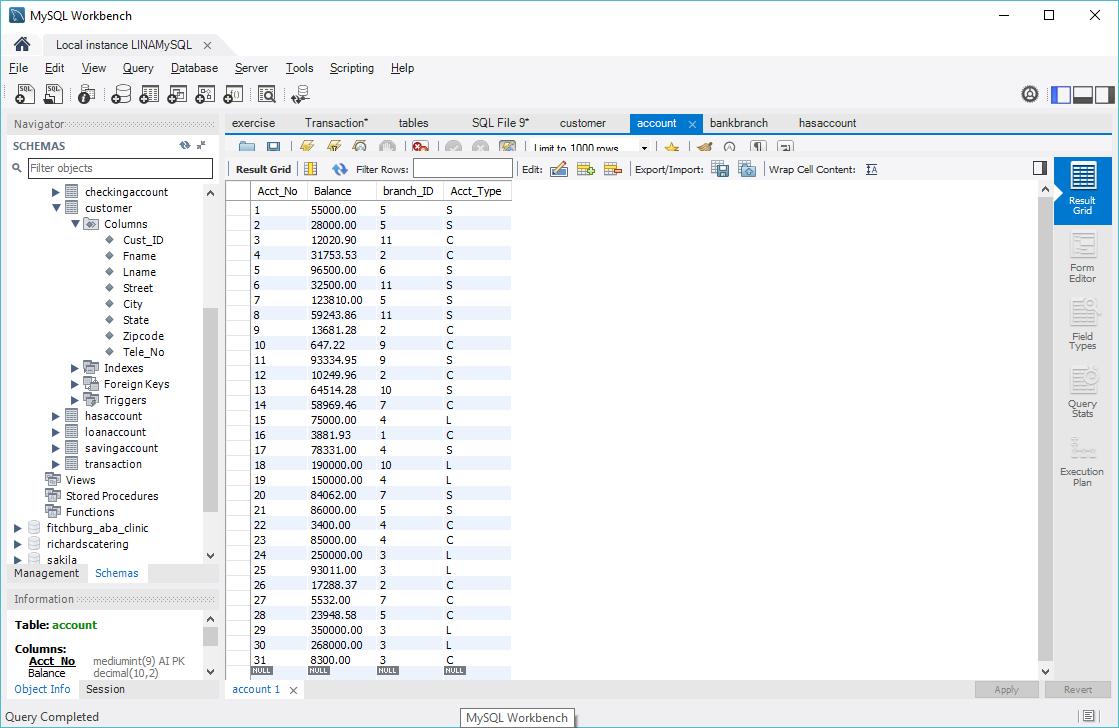 MySQL Workbench
Local instance LINAMySQL
File Edit View Query Database Server Tools Scripting Help
Navigator
SCHEMAS
Filter objects
checkingaccount
customer
Columns
Cust_ID
Fname
Lname
Street
City
State
Zipcode
Tele_No
Indexes
Foreign Keys
Triggers
hasaccount
loanaccount
savingaccount
transaction
Views
Stored Procedures
Functions
fitchburg_aba_clinic
richardscatering
sakila
Management Schemas
Information
Table: account
Columns:
Acct_No mediumint(9) AI PK
Balance decimal(10,2)
Object Info Session
exercise Transaction* tables SQL File 9* customer account bankbranch hasaccount
Limit to 1000 rows
Result Grid Filter Rows: Edit: Export/Import: Wrap Cell Content:
Acct_No Balance branch_ID Acct_Type
1 55000.00 5 S
2 28000.00 5 S
3 12020.90 11 C
4 31753.53 2 C
5 96500.00 6 S
6 32500.00 11 S
7 123810.00 5 S
8 59243.86 11 S
9 13681.28 2 C
10 647.22 9 C
11 93334.95 9 S
12 10249.96 2 C
13 64514.28 10 S
14 58969.46 7 C
15 75000.00 4 L
16 3881.93 1 C
17 78331.00 4 S
18 190000.00 10 L
19 150000.00 4 L
20 84062.00 7 S
21 86000.00 5 S
22 3400.00 4 C
23 85000.00 4 C
24 250000.00 3 L
25 93011.00 3 L
26 17288.37 2 C
27 5532.00 7 C
28 23948.58 5 C
29 350000.00 3 L
30 268000.00 3 L
31 8300.00 3 C
NULL NULL NULL NULL
Result
Grid
Form
Editor
Field
Types
Query
Stats
Execution
Plan
account 1
Apply Revert
Query Completed
MySQL Workbench